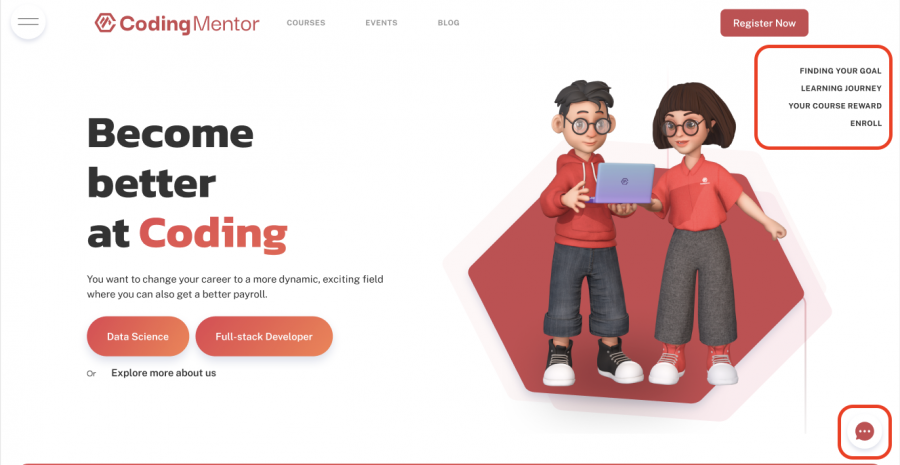 CodingMentor
COURSES
EVENTS
BLOG
Register Now
FINDING YOUR GOAL
LEARNING JOURNEY
YOUR COURSE REWARD
ENROLL
Become
better
at Coding
You want to change your career to a more dynamic, exciting field
where you can also get a better payroll.
Data Science
Full-stack Developer
Or Explore more about us